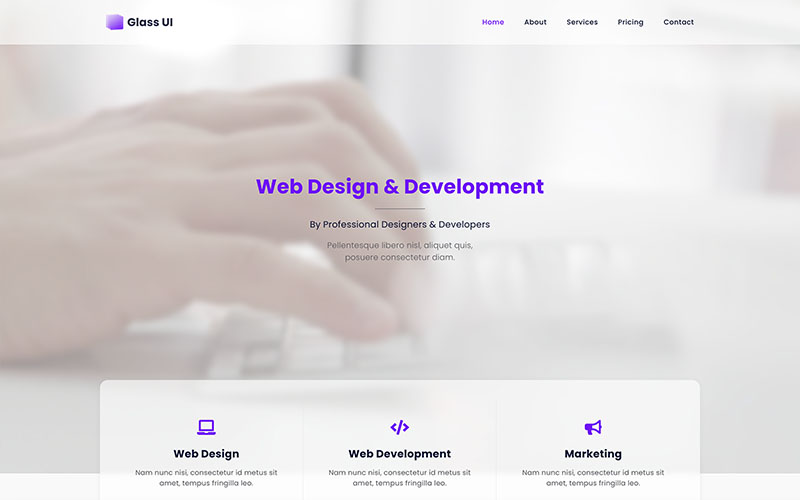 Glass UI
Home About Services Pricing Contact
Web Design & Development
By Professional Designers & Developers
Pellentesque libero nisl, aliquet quis,
posuere consectetur diam.
Web Design
Nam nunc nisi, consectetur id metus sit
amet, tempus fringilla leo.
Web Development
Nam nunc nisi, consectetur id metus sit
amet, tempus fringilla leo.
Marketing
Nam nunc nisi, consectetur id metus sit
amet, tempus fringilla leo.